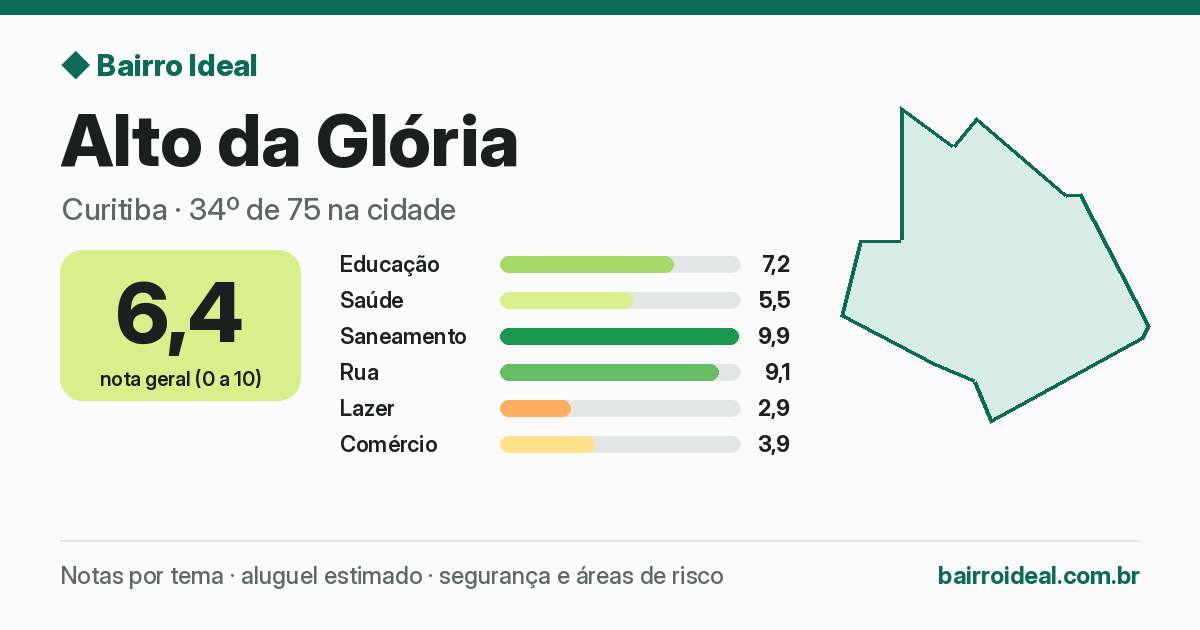 Bairro Ideal
Alto da Glória
Curitiba · 34º de 75 na cidade
6,4
nota geral (0 a 10)
Educação 7,2
Saúde 5,5
Saneamento 9,9
Rua 9,1
Lazer 2,9
Comércio 3,9
Notas por tema · aluguel estimado · segurança e áreas de risco
bairroideal.com.br